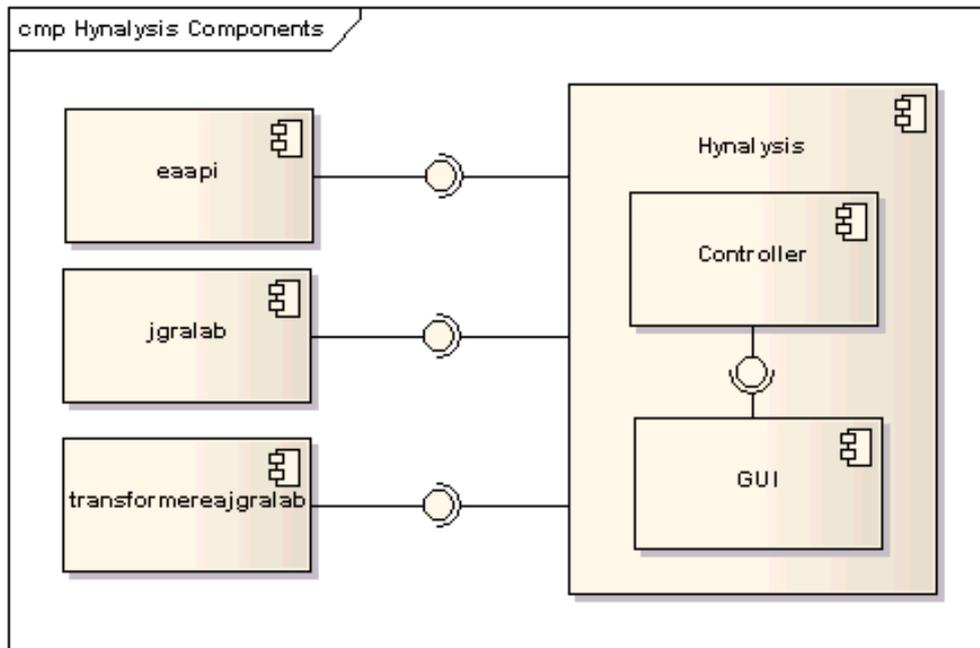 cmp Hynalysis Components
eaapi
Hynalysis
Controller
jgralab
GUI
transformereajgralab